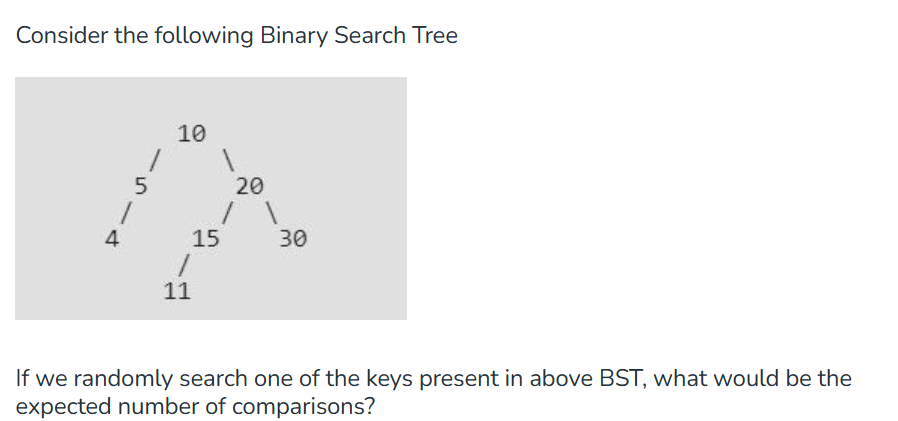 Consider the following Binary Search Tree
10
/ \
5 20
/ / \
4 15 30
/
11
If we randomly search one of the keys present in above BST, what would be the
expected number of comparisons?